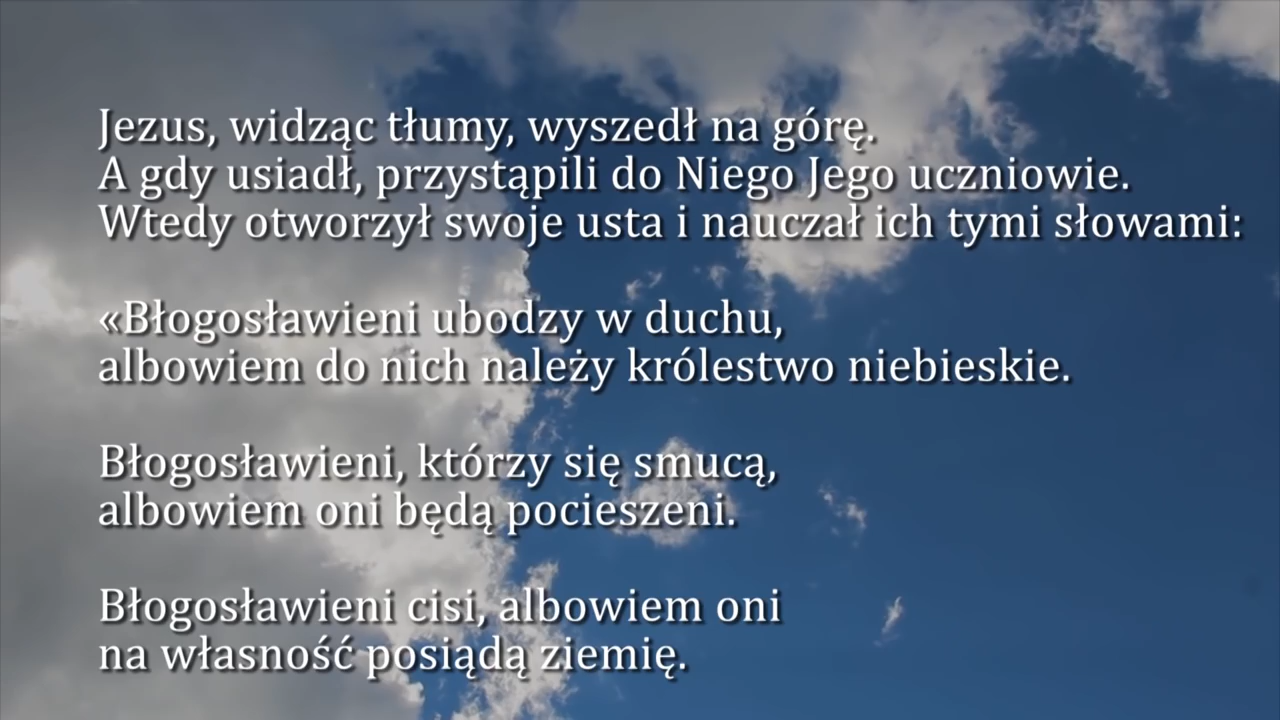 Jezus, widząc tłumy, wyszedł na górę.
A gdy usiadł, przystąpili do Niego Jego uczniowie.
Wtedy otworzył swoje usta i nauczał ich tymi słowami:
«Błogosławieni ubodzy w duchu,
albowiem do nich należy królestwo niebieskie.
Błogosławieni, którzy się smucą,
albowiem oni będą pocieszeni.
Błogosławieni cisi, albowiem oni
na własność posiądą ziemię.